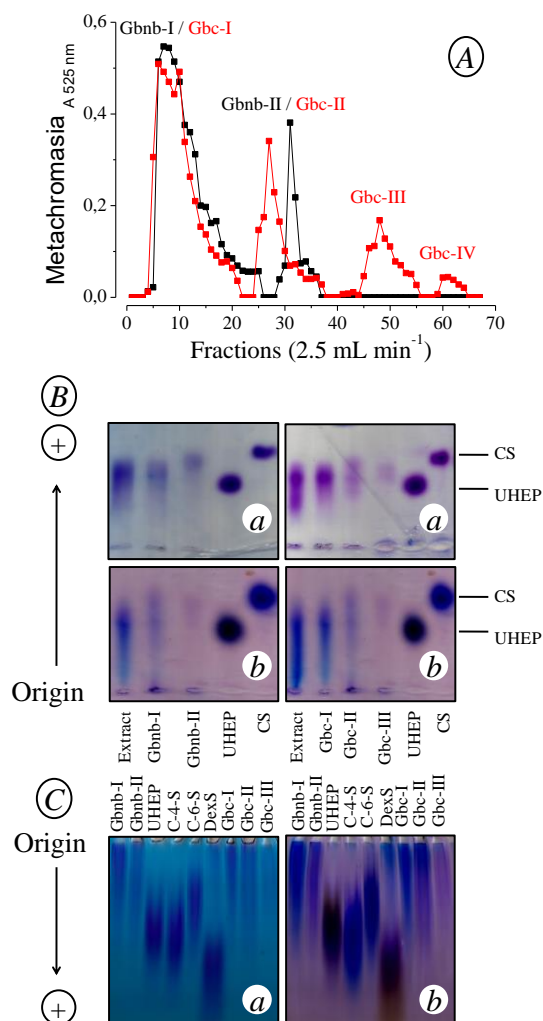 A
Gbnb-I / Gbc-I
Gbnb-II / Gbc-II
Gbc-III
Gbc-IV
Metachromasia A 525 nm
0,6
0,4
0,2
0,0
0 10 20 30 40 50 60 70
Fractions (2.5 mL min-1)
B
+
Origin
a
a
CS
UHEP
b
b
CS
UHEP
Extract Gbnb-I Gbnb-II UHEP CS
Extract Gbc-I Gbc-II Gbc-III UHEP CS
C
Origin
+
Gbnb-I Gbnb-II UHEP C-4-S C-6-S DexS Gbc-I Gbc-II Gbc-III
Gbnb-I Gbnb-II UHEP C-4-S C-6-S DexS Gbc-I Gbc-II Gbc-III
a
b